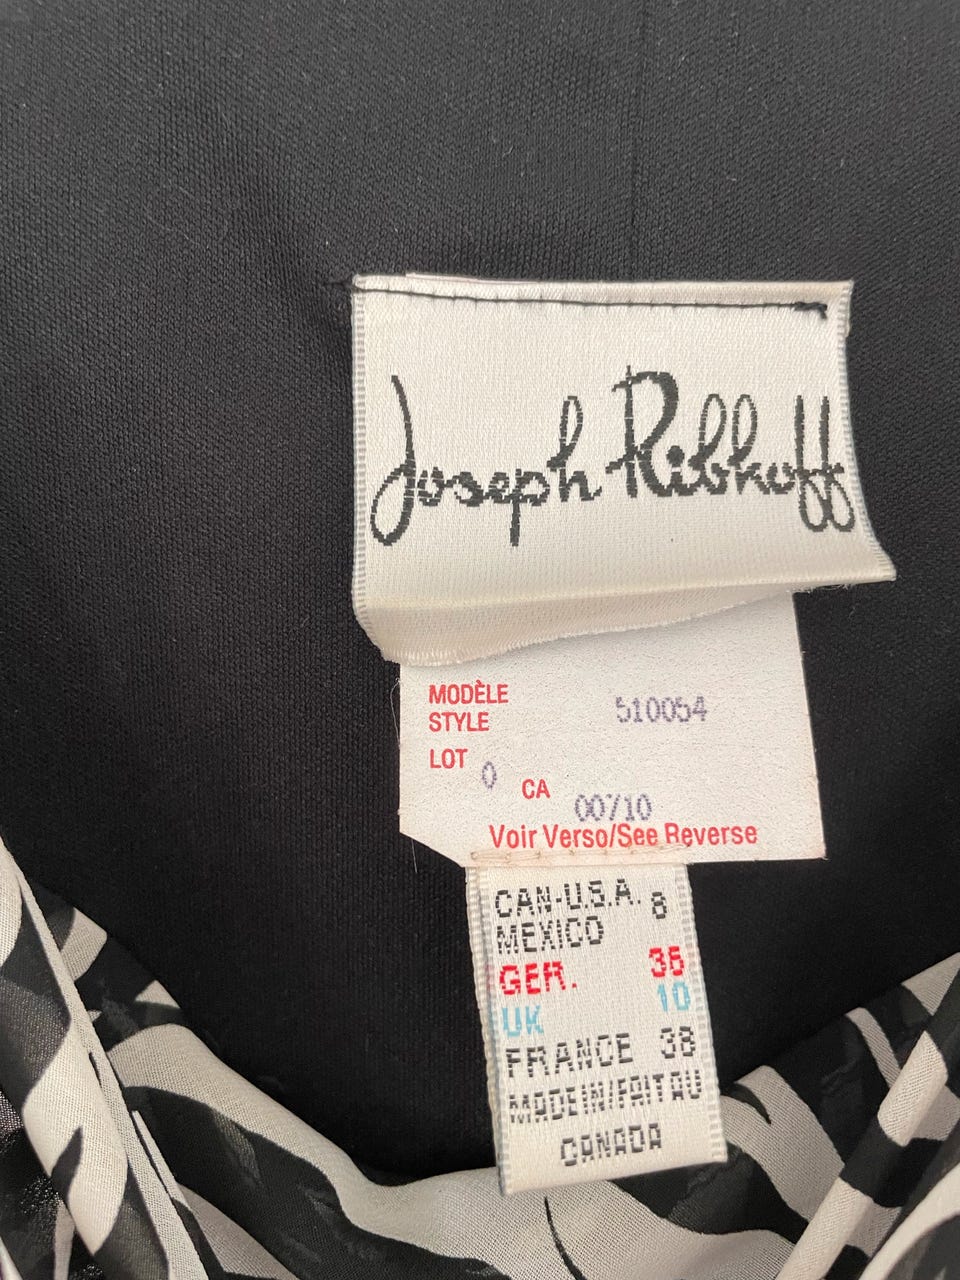 Joseph Ribkoff
MODÈLE
STYLE 510054
LOT 0 CA 00/10
Voir Verso/See Reverse
CAN-U.S.A. 8
MEXICO
GER. 36
UK 10
FRANCE 38
MADE IN/FAIT AU
CANADA